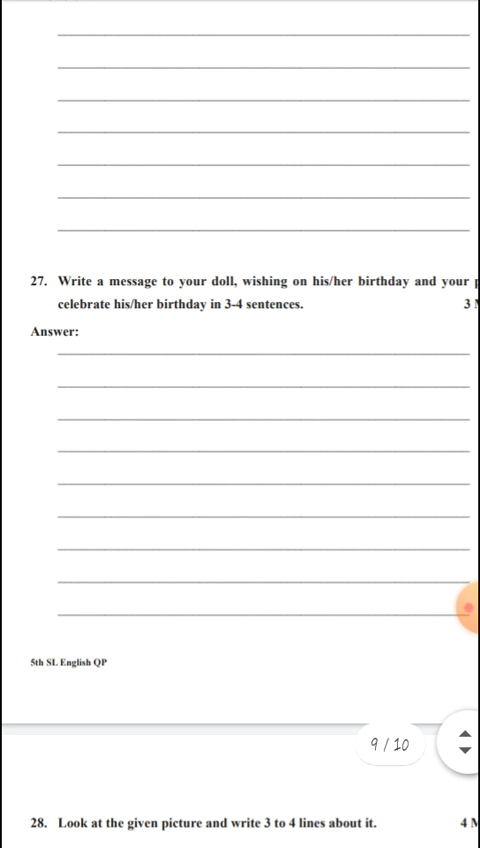 27. Write a message to your doll, wishing on his/her birthday and your
celebrate his/her birthday in 3-4 sentences. 3
Answer:
5th SL English QP
9 / 10
28. Look at the given picture and write 3 to 4 lines about it. 4